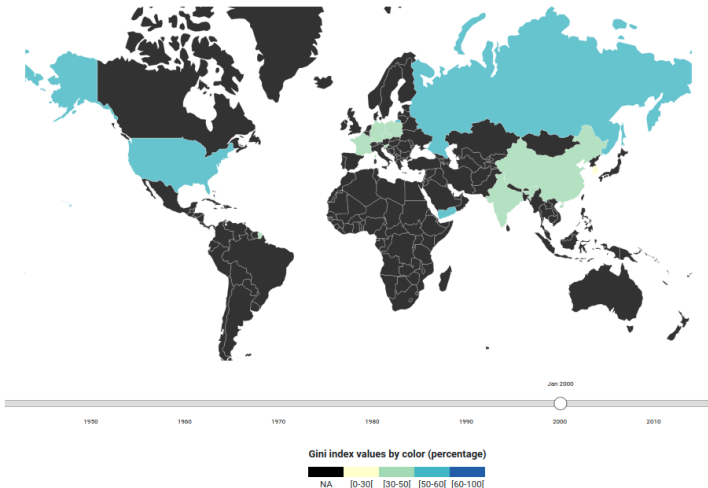 Jan 2000
1950 1960 1970 1980 1990 2000 2010
Gini index values by color (percentage)
NA [0-30[ [30-50[ [50-60[ [60-100[